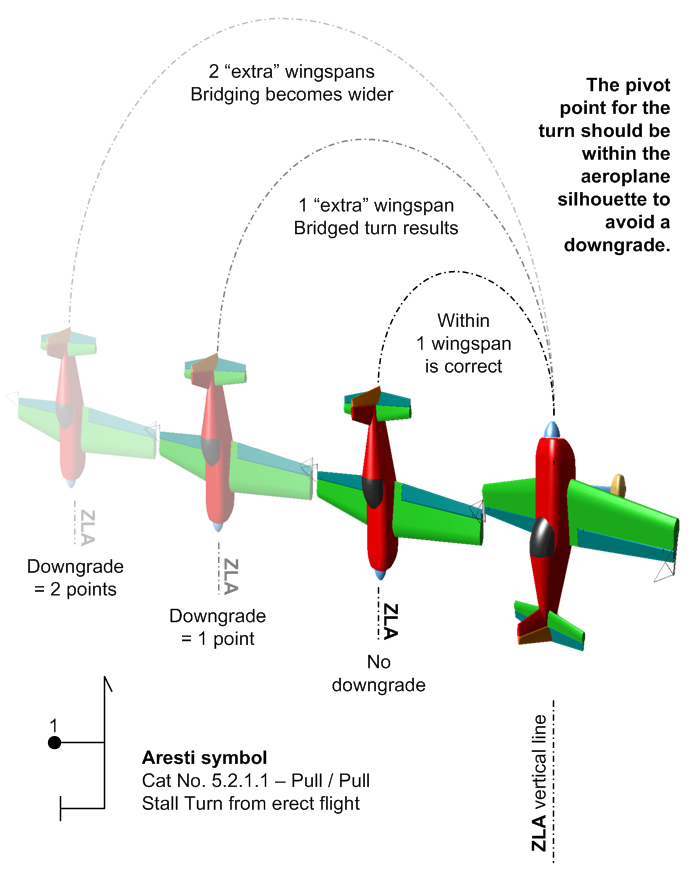 2 “extra” wingspans
Bridging becomes wider
The pivot
point for the
turn should be
within the
aeroplane
silhouette to
avoid a
downgrade.
1 “extra” wingspan
Bridged turn results
Within
1 wingspan
is correct
ZLA
Downgrade
= 2 points
ZLA
Downgrade
= 1 point
ZLA
No
downgrade
ZLA vertical line
1
Aresti symbol
Cat No. 5.2.1.1 – Pull / Pull
Stall Turn from erect flight